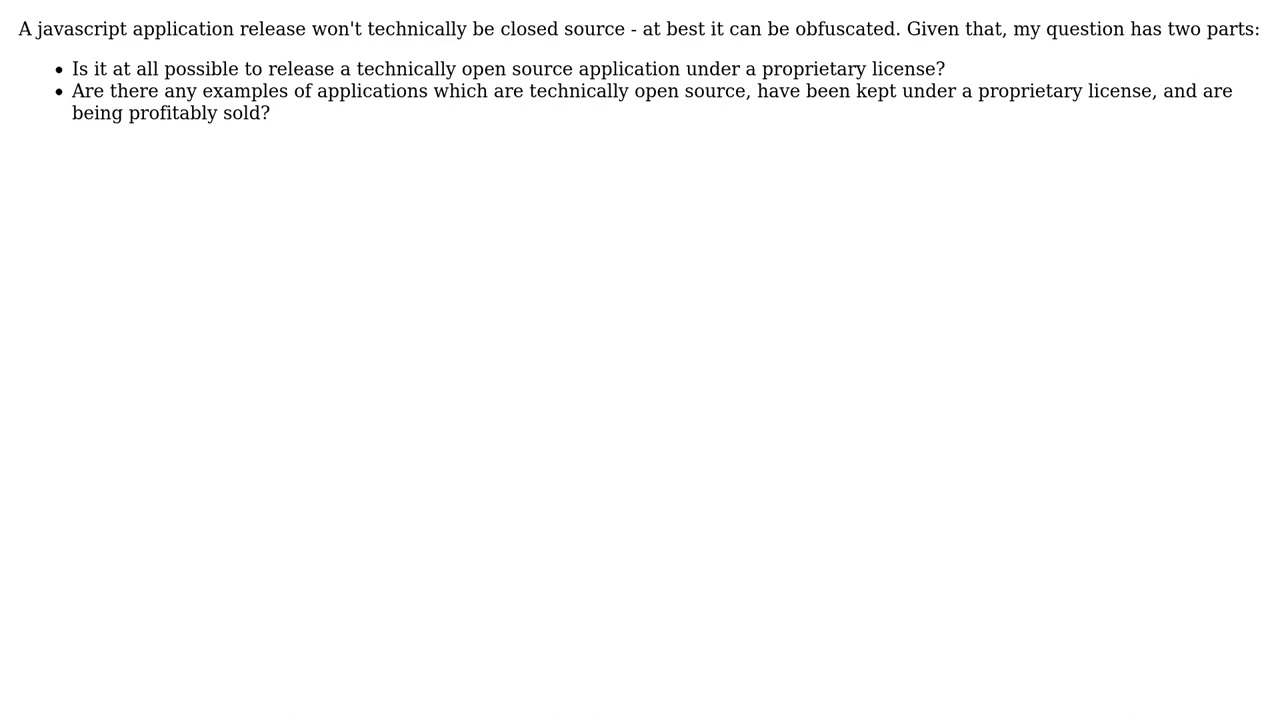 A javascript application release won't technically be closed source - at best it can be obfuscated. Given that, my question has two parts:
• Is it at all possible to release a technically open source application under a proprietary license?
• Are there any examples of applications which are technically open source, have been kept under a proprietary license, and are
being profitably sold?